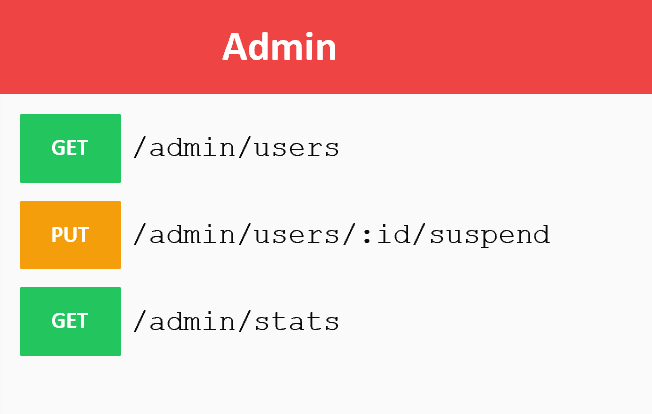 Admin
GET /admin/users
PUT /admin/users/:id/suspend
GET /admin/stats